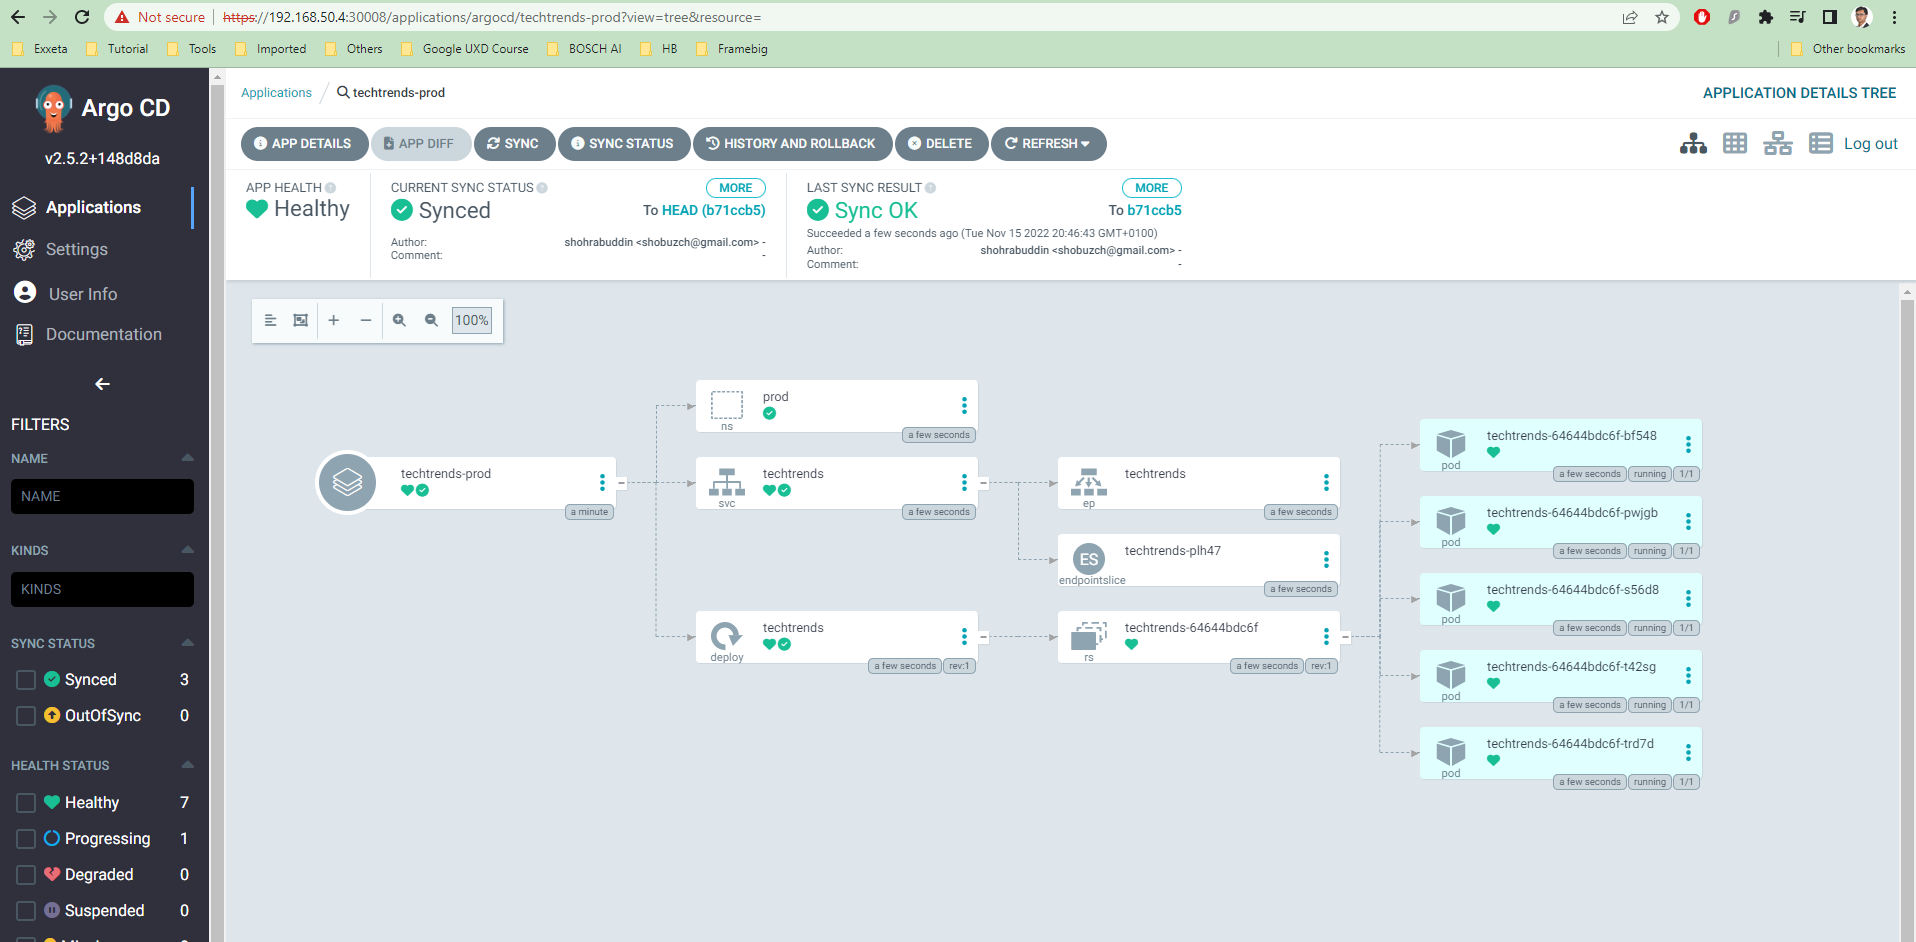 Not secure | https://192.168.50.4:30008/applications/argocd/techtrends-prod?view=tree&resource=
Exxeta Tutorial Tools Imported Others Google UXD Course BOSCH AI HB Framebig Other bookmarks
Argo CD
v2.5.2+148d8da
Applications
Settings
User Info
Documentation
FILTERS
NAME
NAME
KINDS
KINDS
SYNC STATUS
Synced 3
OutOfSync 0
HEALTH STATUS
Healthy 7
Progressing 1
Degraded 0
Suspended 0
Applications / techtrends-prod
APPLICATION DETAILS TREE
APP DETAILS APP DIFF SYNC SYNC STATUS HISTORY AND ROLLBACK DELETE REFRESH
Log out
APP HEALTH
Healthy
CURRENT SYNC STATUS MORE
Synced To HEAD (b71ccb5)
Author: shohrabuddin <shobuzch@gmail.com> -
Comment: -
LAST SYNC RESULT MORE
Sync OK To b71ccb5
Succeeded a few seconds ago (Tue Nov 15 2022 20:46:43 GMT+0100)
Author: shohrabuddin <shobuzch@gmail.com> -
Comment: -
100%
techtrends-prod
a minute
prod
ns
a few seconds
techtrends
svc
a few seconds
techtrends
deploy
a few seconds rev:1
techtrends
ep
a few seconds
ES
techtrends-plh47
endpointslice
a few seconds
techtrends-64644bdc6f
rs
a few seconds rev:1
techtrends-64644bdc6f-bf548
pod
a few seconds running 1/1
techtrends-64644bdc6f-pwjgb
pod
a few seconds running 1/1
techtrends-64644bdc6f-s56d8
pod
a few seconds running 1/1
techtrends-64644bdc6f-t42sg
pod
a few seconds running 1/1
techtrends-64644bdc6f-trd7d
pod
a few seconds running 1/1